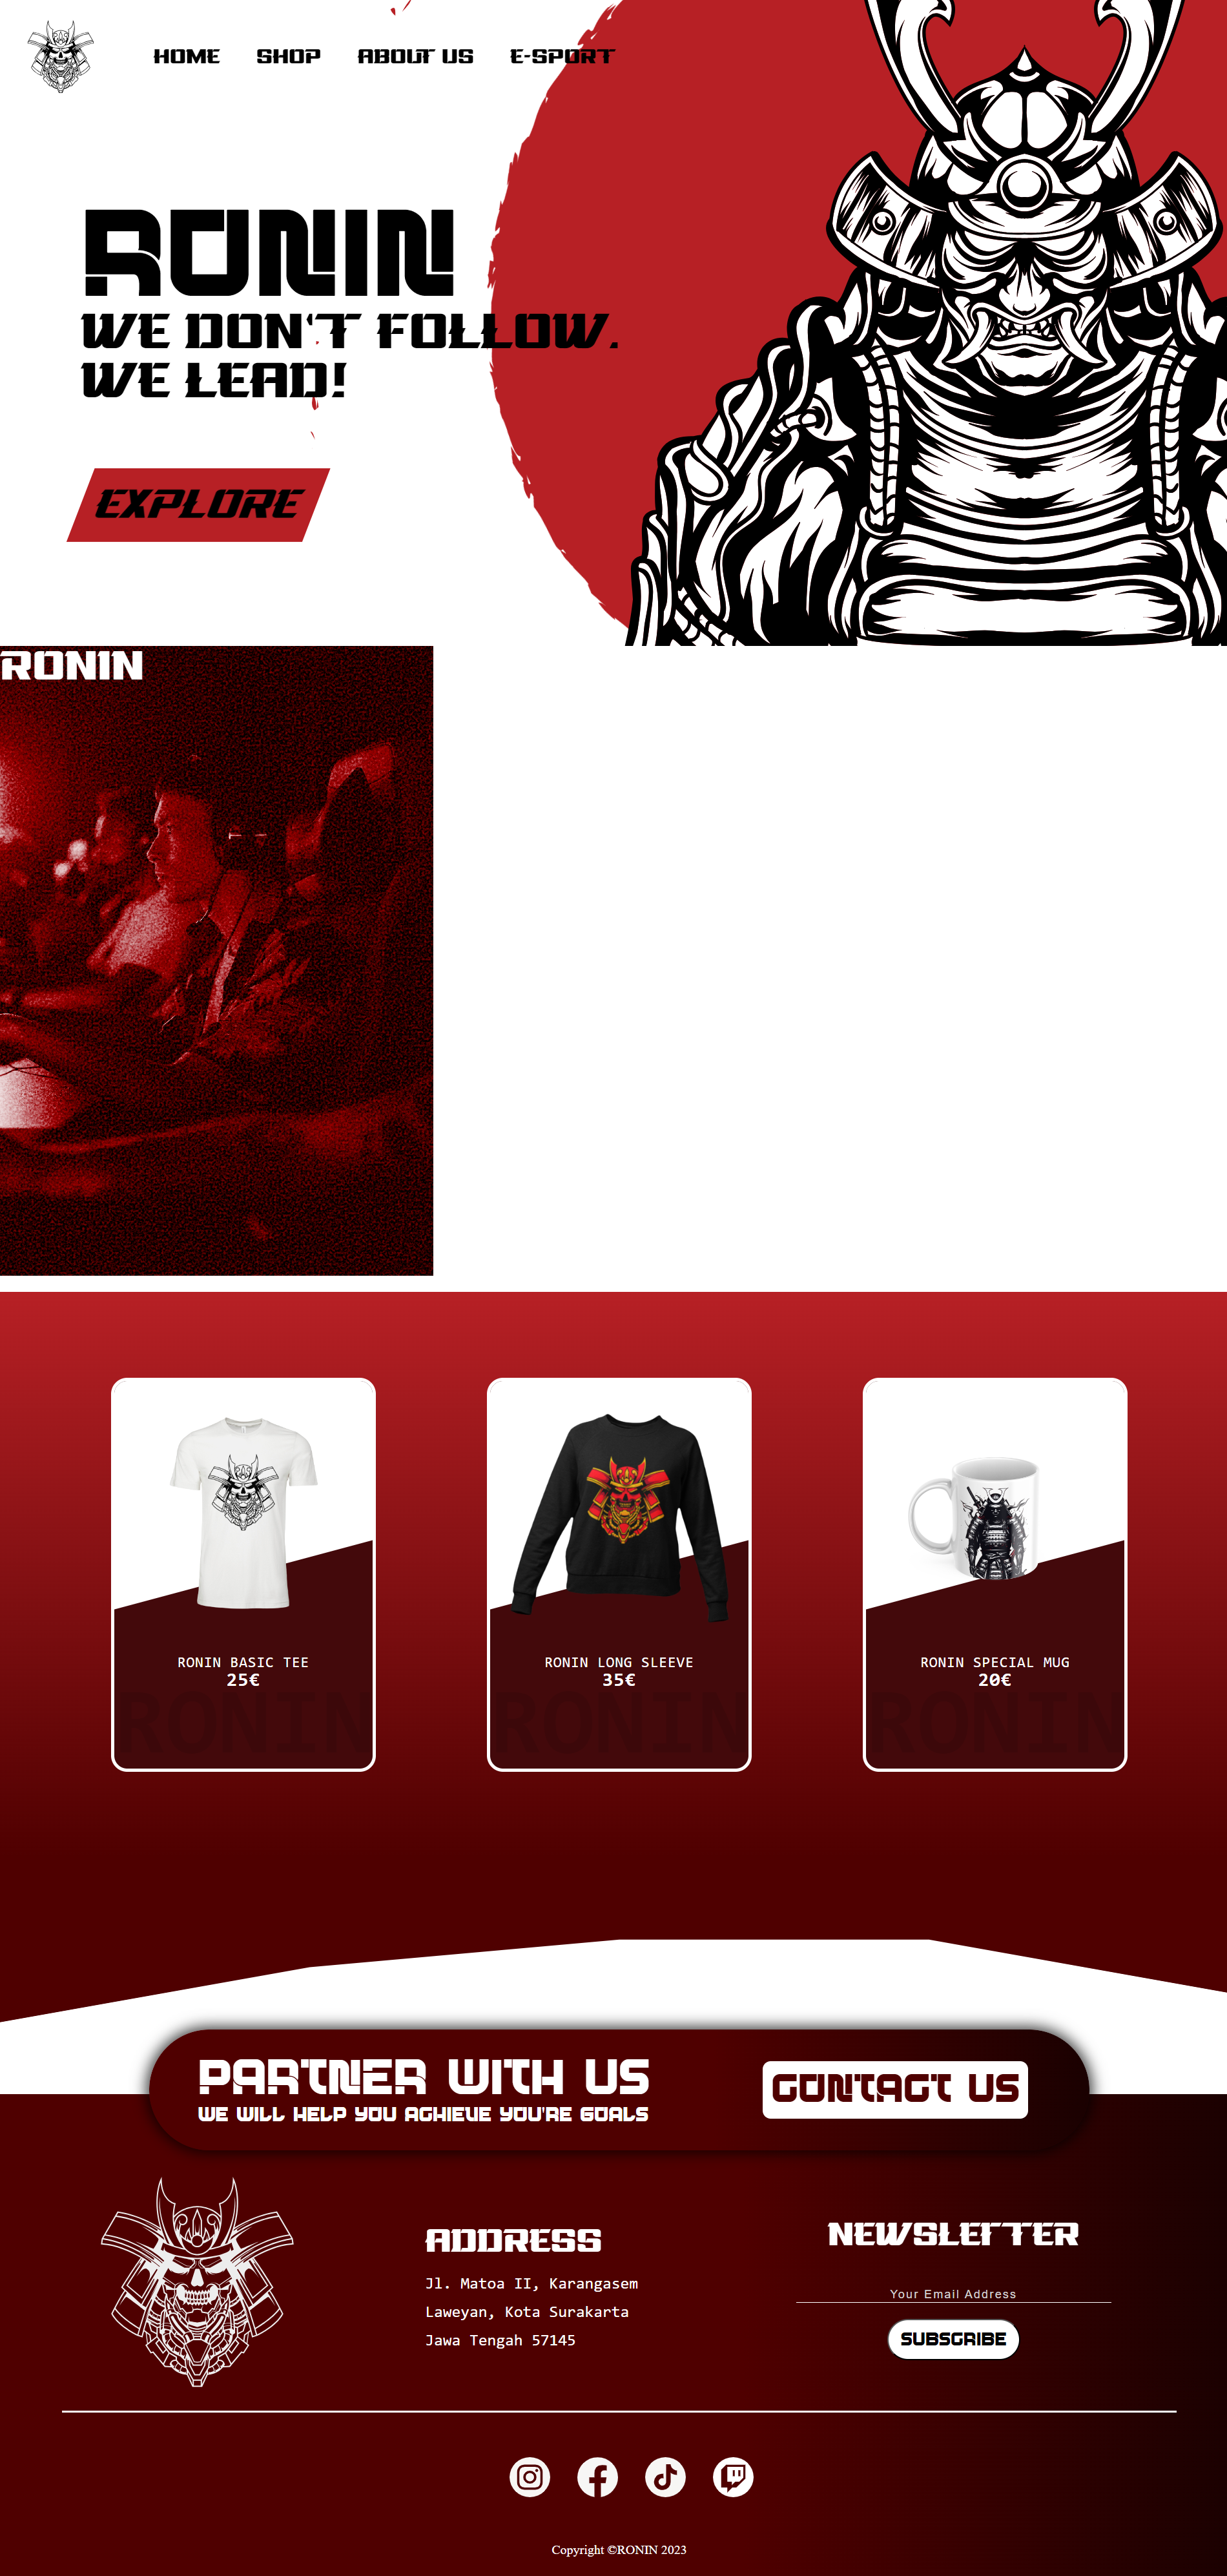 HOME SHOP ABOUT US E-SPORT
RONIN
WE DON'T FOLLOW.
WE LEAD!
EXPLORE
RONIN
RONIN BASIC TEE
25€
RONIN
RONIN LONG SLEEVE
35€
RONIN
RONIN SPECIAL MUG
20€
RONIN
PARTNER WITH US
WE WILL HELP YOU ACHIEUE YOU'RE GOALS
CONTACT US
ADDRESS
Jl. Matoa II, Karangasem
Laweyan, Kota Surakarta
Jawa Tengah 57145
NEWSLETTER
Your Email Address
SUBSCRIBE
Copyright ©RONIN 2023